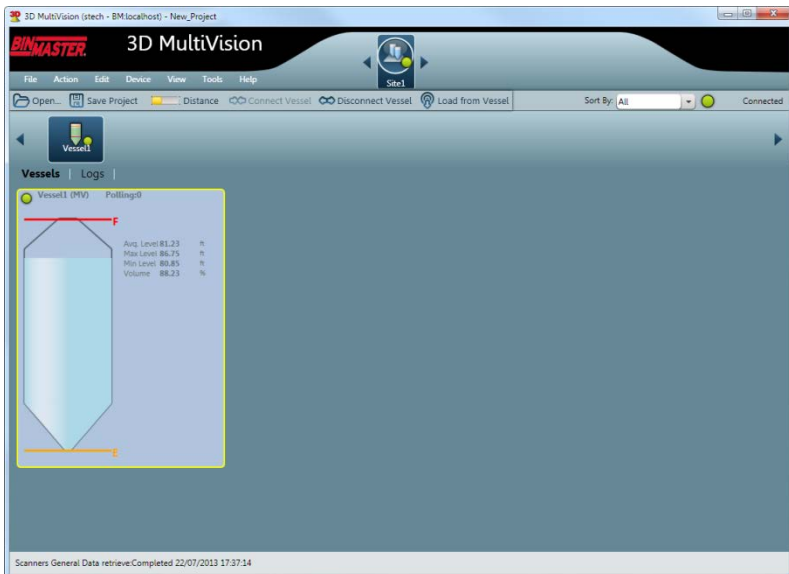 3D MultiVision (stech - BM:localhost) - New_Project
BINMASTER. 3D MultiVision
Site1
File Action Edit Device View Tools Help
Open... Save Project Distance Connect Vessel Disconnect Vessel Load from Vessel Sort By: All Connected
Vessel1
Vessels | Logs |
Vessel1 (MV) Polling:0
F
Avg. Level 81.23 ft
Max Level 86.75 ft
Min Level 80.85 ft
Volume 88.23 %
E
Scanners General Data retrieve:Completed 22/07/2013 17:37:14